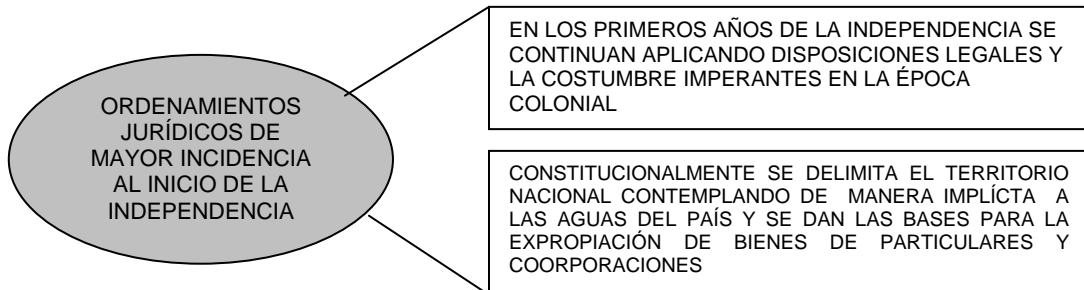 ORDENAMIENTOS
JURÍDICOS DE
MAYOR INCIDENCIA
AL INICIO DE LA
INDEPENDENCIA
EN LOS PRIMEROS AÑOS DE LA INDEPENDENCIA SE
CONTINUAN APLICANDO DISPOSICIONES LEGALES Y
LA COSTUMBRE IMPERANTES EN LA ÉPOCA
COLONIAL
CONSTITUCIONALMENTE SE DELIMITA EL TERRITORIO
NACIONAL CONTEMPLANDO DE MANERA IMPLÍCTA A
LAS AGUAS DEL PAÍS Y SE DAN LAS BASES PARA LA
EXPROPIACIÓN DE BIENES DE PARTICULARES Y
COORPORACIONES